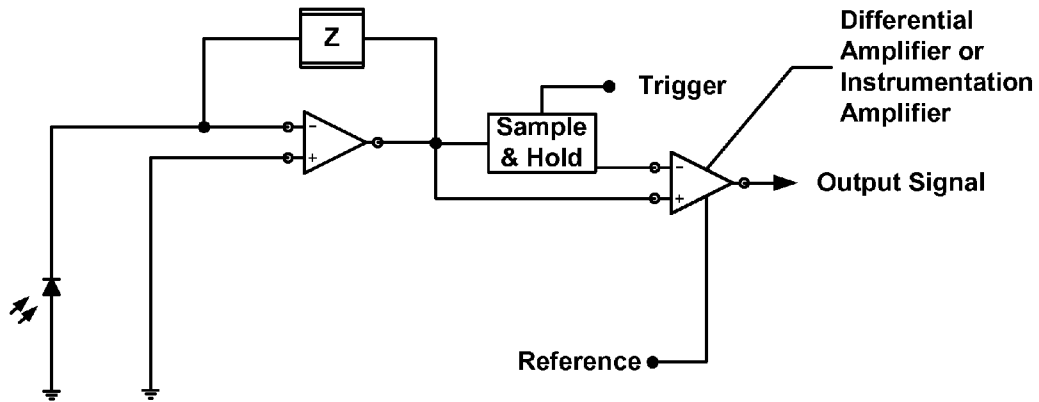 Z
Differential
Amplifier or
Instrumentation
Amplifier
Trigger
Sample
& Hold
−
+
−
+
Output Signal
Reference